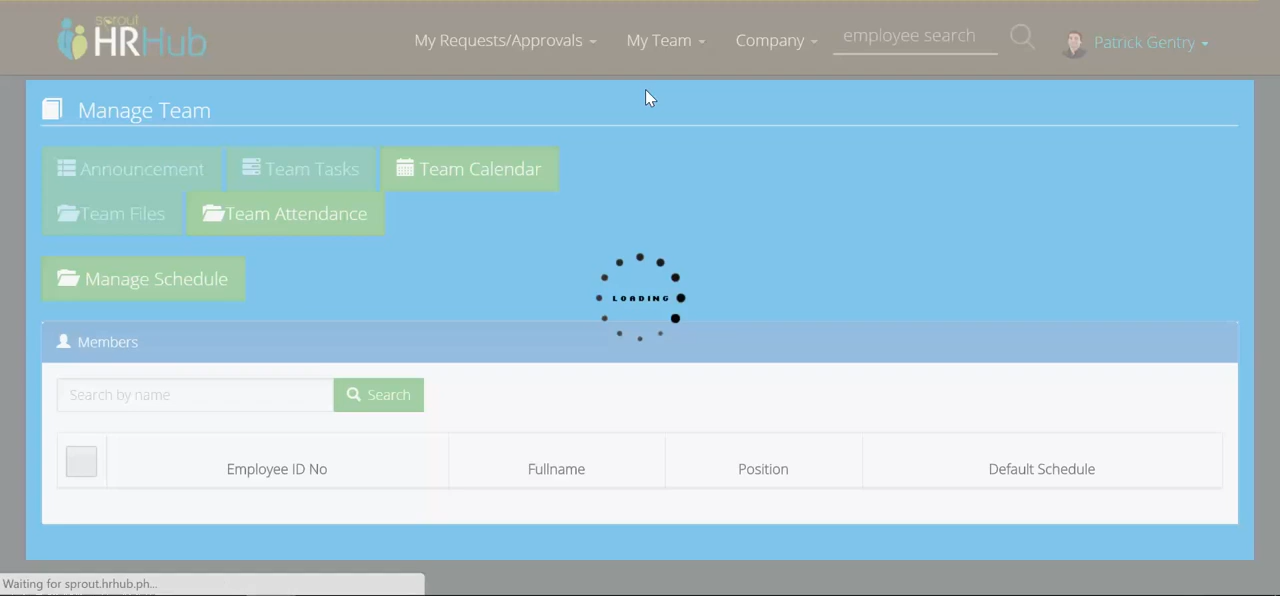 sprout
HRHub
My Requests/Approvals
My Team
Company
employee search
Patrick Gentry
Manage Team
Announcement
Team Tasks
Team Calendar
Team Files
Team Attendance
Manage Schedule
LOADING
Members
Search by name
Search
Employee ID No
Fullname
Position
Default Schedule
Waiting for sprout.hrhub.ph...